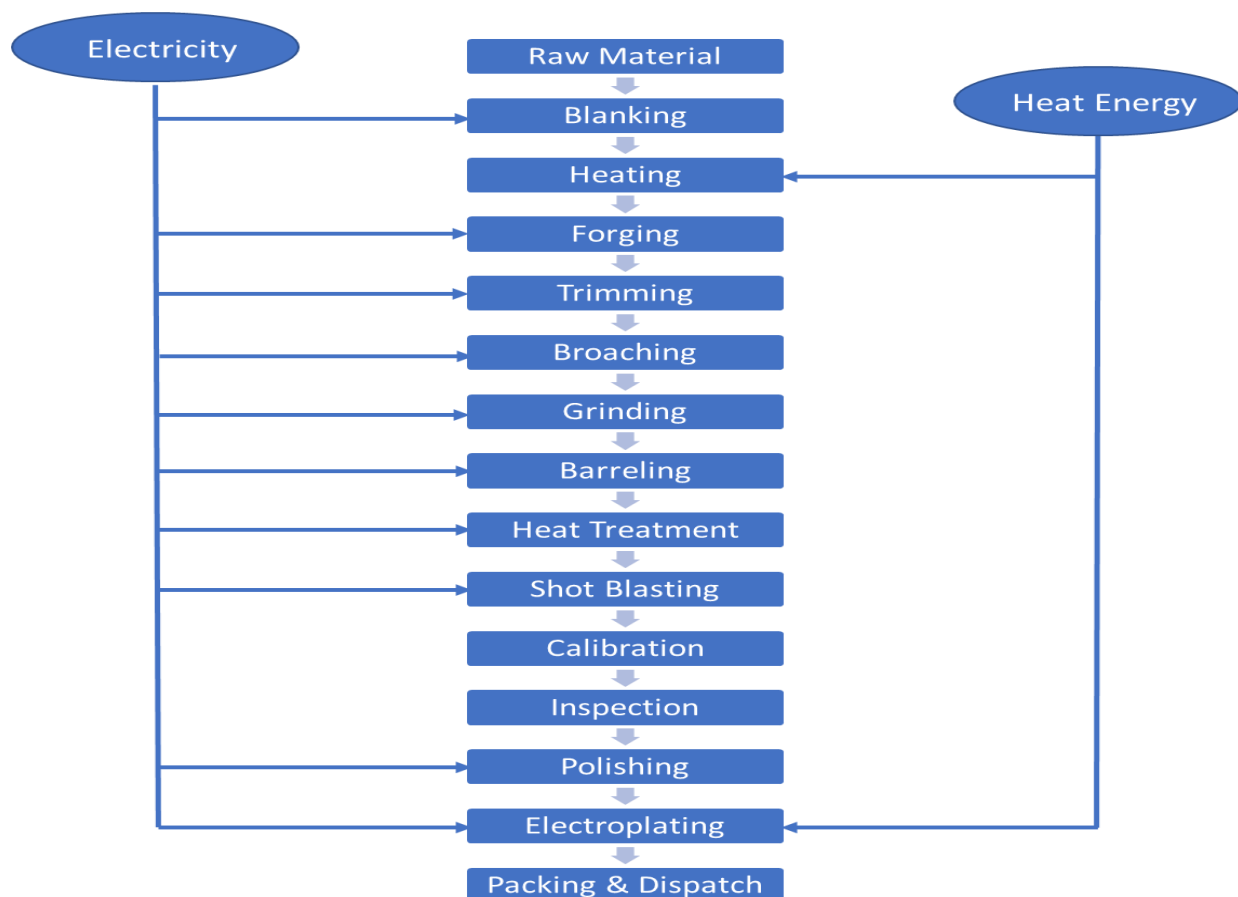 Electricity
Raw Material
Heat Energy
Blanking
Heating
Forging
Trimming
Broaching
Grinding
Barreling
Heat Treatment
Shot Blasting
Calibration
Inspection
Polishing
Electroplating
Packing & Dispatch